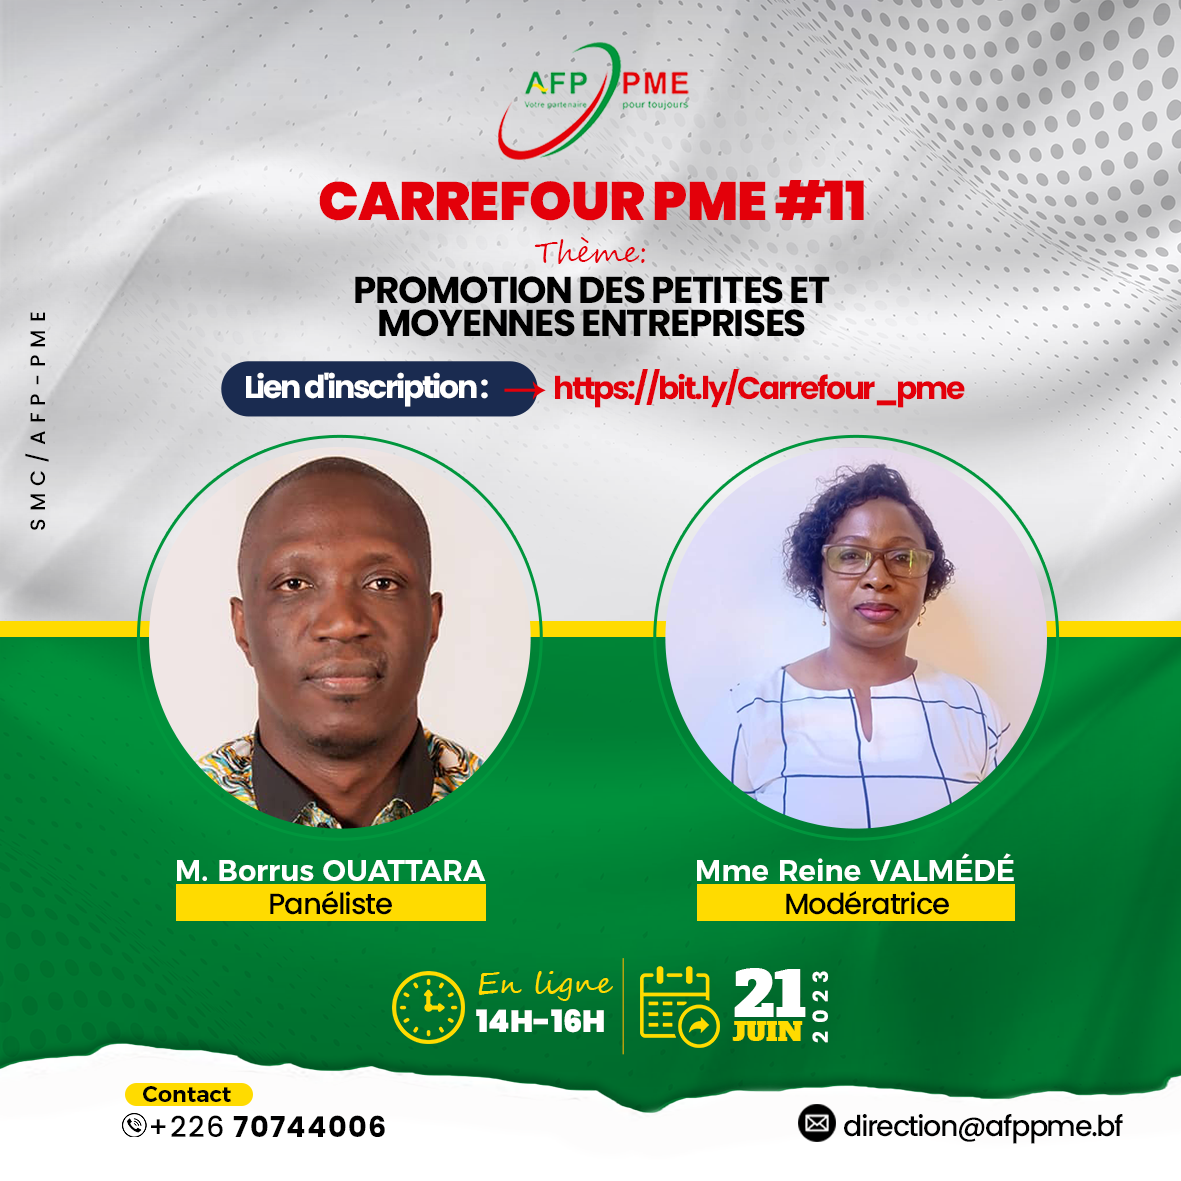 AFP PME
Votre partenaire pour toujours
CARREFOUR PME #11
Thème:
PROMOTION DES PETITES ET
MOYENNES ENTREPRISES
Lien d'inscription : https://bit.ly/Carrefour_pme
SMC/AFP-PME
M. Borrus OUATTARA
Panéliste
Mme Reine VALMÉDÉ
Modératrice
En ligne
14H-16H
21
JUIN
2023
Contact
+226 70744006
direction@afppme.bf